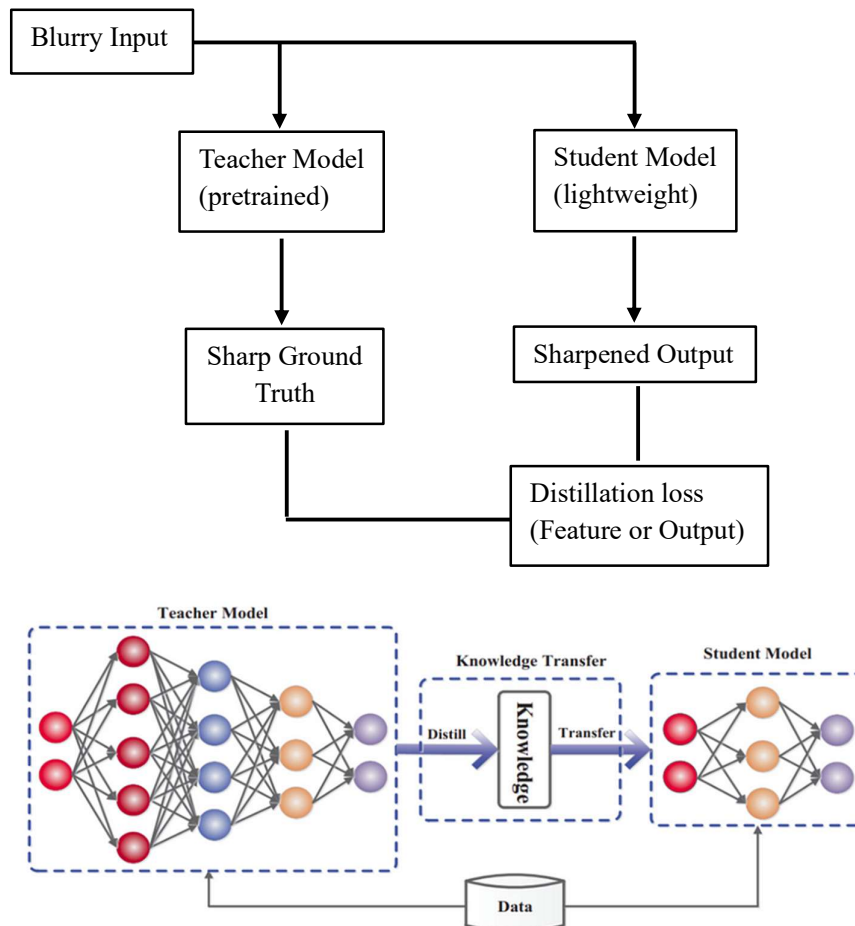 Blurry Input
Teacher Model
(pretrained)
Student Model
(lightweight)
Sharp Ground
Truth
Sharpened Output
Distillation loss
(Feature or Output)
Teacher Model
Knowledge Transfer
Student Model
Distill
Knowledge
Transfer
Data